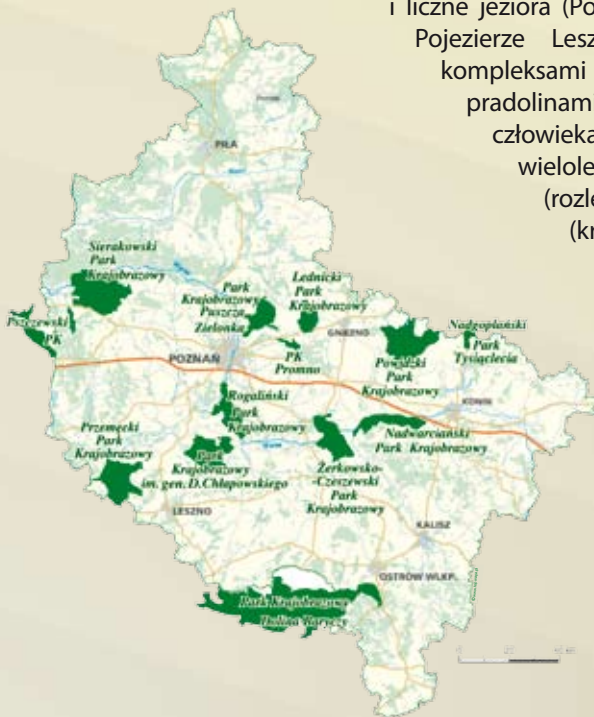 i liczne jeziora (Po
Pojezierze Lesz
kompleksami
pradolinam
człowieka
wielole
(rozle
(kr
PIŁA
Sierakowski
Park
Krajobrazowy
Park
Krajobrazowy
Puszcza
Zielonka
Lednicki
Park
Krajobrazowy
Pszczewski
PK
GNIEZNO
Nadgoplański
Park
Tysiąclecia
POZNAŃ
PK
Promno
Powidzki
Park
Krajobrazowy
KONIN
Rogaliński
Park
Krajobrazowy
Przemęcki
Park
Krajobrazowy
Nadwarciański
Park Krajobrazowy
Park
Krajobrazowy
im. gen. D. Chłapowskiego
Żerkowsko-
-Czeszewski
Park
Krajobrazowy
LESZNO
KALISZ
OSTRÓW WLKP.
Park Krajobrazowy
Dolina Baryczy